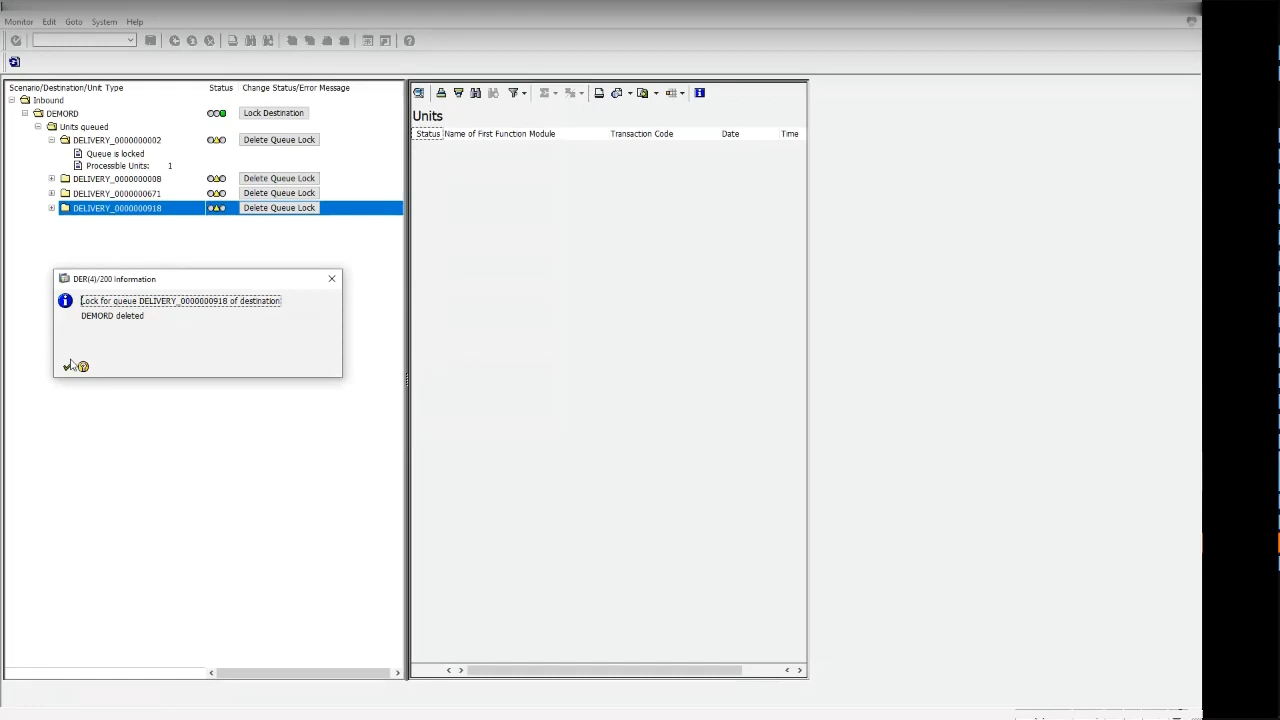 Monitor Edit Goto System Help
Scenario/Destination/Unit Type Status Change Status/Error Message
Inbound
DEMORD Lock Destination
Units queued
DELIVERY_0000000002 Delete Queue Lock
Queue is locked
Processible Units: 1
DELIVERY_0000000008 Delete Queue Lock
DELIVERY_0000000671 Delete Queue Lock
DELIVERY_0000000918 Delete Queue Lock
DER(4)/200 Information
Lock for queue DELIVERY_0000000918 of destination
DEMORD deleted
Units
Status Name of First Function Module Transaction Code Date Time